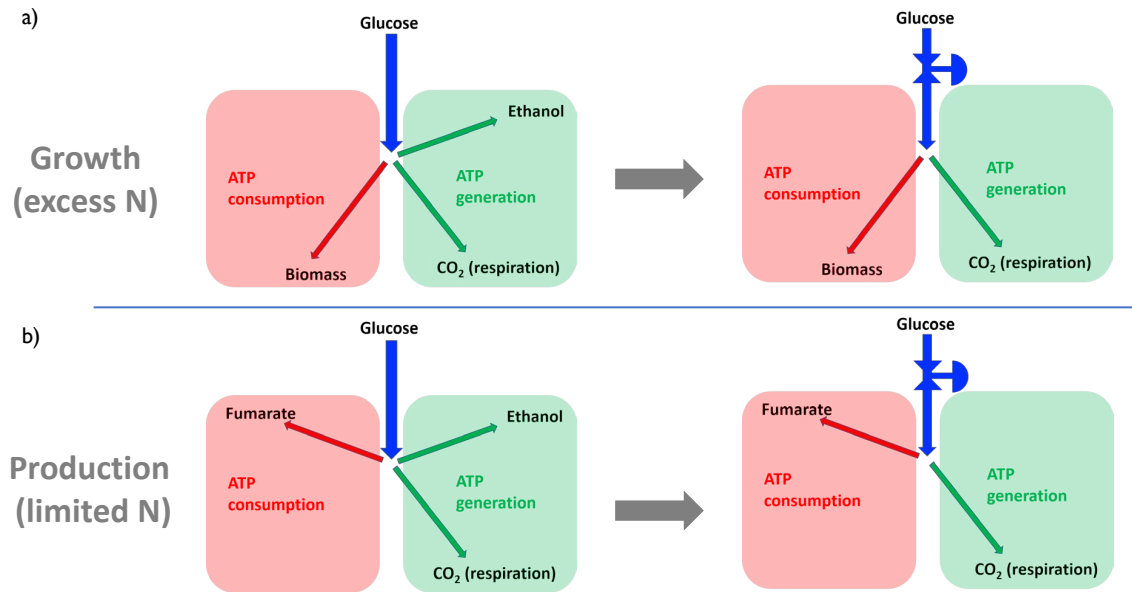 a)
Glucose
Glucose
Growth
(excess N)
Ethanol
ATP
consumption
ATP
generation
Biomass
CO₂ (respiration)
ATP
consumption
ATP
generation
Biomass
CO₂ (respiration)
b)
Glucose
Glucose
Production
(limited N)
Fumarate
Ethanol
ATP
consumption
ATP
generation
CO₂ (respiration)
Fumarate
ATP
consumption
ATP
generation
CO₂ (respiration)